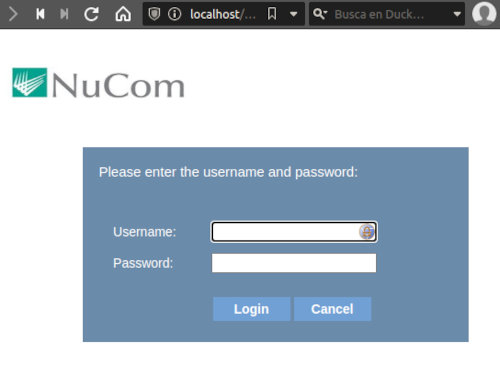 localhost/...
Busca en Duck...
NuCom
Please enter the username and password:
Username:
Password:
Login
Cancel